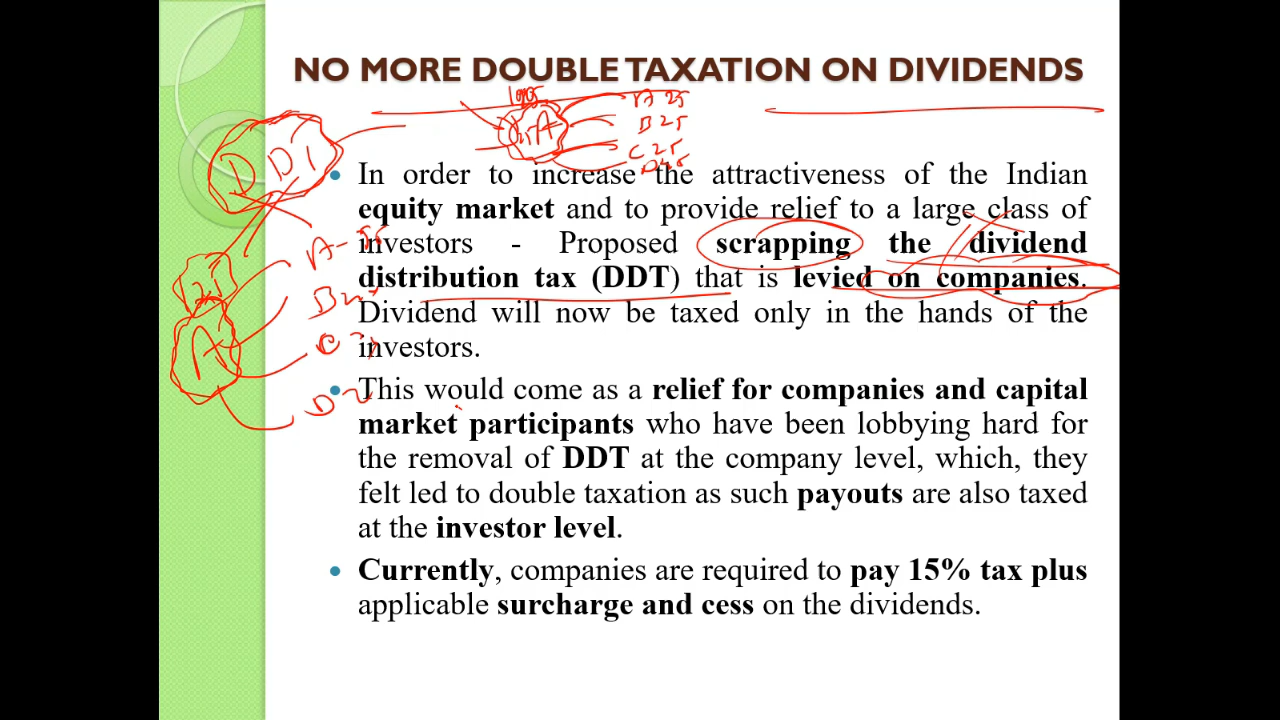 NO MORE DOUBLE TAXATION ON DIVIDENDS
A 25
B 25
C 25
A
DDT
• In order to increase the attractiveness of the Indian
equity market and to provide relief to a large class of
investors - Proposed scrapping the dividend
distribution tax (DDT) that is levied on companies.
Dividend will now be taxed only in the hands of the
investors.
A
B
C
D
A
• This would come as a relief for companies and capital
market participants who have been lobbying hard for
the removal of DDT at the company level, which, they
felt led to double taxation as such payouts are also taxed
at the investor level.
• Currently, companies are required to pay 15% tax plus
applicable surcharge and cess on the dividends.